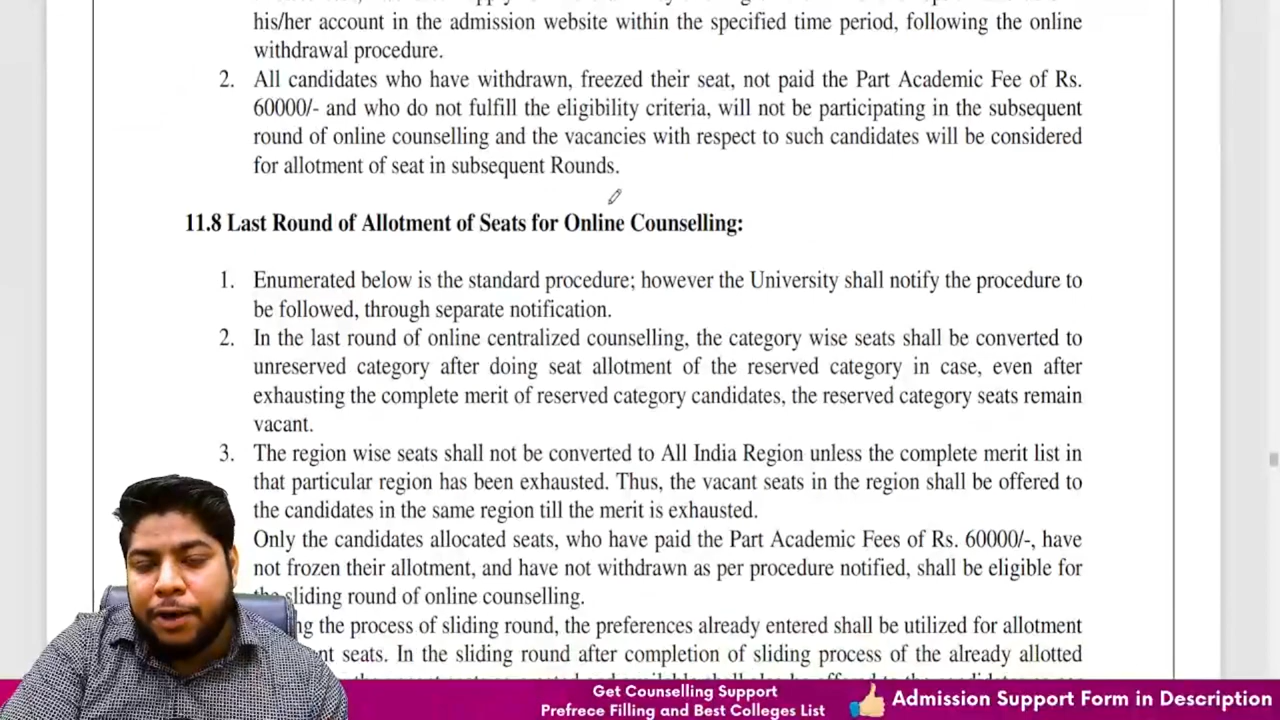 his/her account in the admission website within the specified time period, following the online
withdrawal procedure.
2. All candidates who have withdrawn, freezed their seat, not paid the Part Academic Fee of Rs.
60000/- and who do not fulfill the eligibility criteria, will not be participating in the subsequent
round of online counselling and the vacancies with respect to such candidates will be considered
for allotment of seat in subsequent Rounds.
11.8 Last Round of Allotment of Seats for Online Counselling:
1. Enumerated below is the standard procedure; however the University shall notify the procedure to
be followed, through separate notification.
2. In the last round of online centralized counselling, the category wise seats shall be converted to
unreserved category after doing seat allotment of the reserved category in case, even after
exhausting the complete merit of reserved category candidates, the reserved category seats remain
vacant.
3. The region wise seats shall not be converted to All India Region unless the complete merit list in
that particular region has been exhausted. Thus, the vacant seats in the region shall be offered to
the candidates in the same region till the merit is exhausted.
Only the candidates allocated seats, who have paid the Part Academic Fees of Rs. 60000/-, have
not frozen their allotment, and have not withdrawn as per procedure notified, shall be eligible for
the sliding round of online counselling.
the process of sliding round, the preferences already entered shall be utilized for allotment
seats. In the sliding round after completion of sliding process of the already allotted
Get Counselling Support
Prefrece Filling and Best Colleges List
Admission Support Form in Description